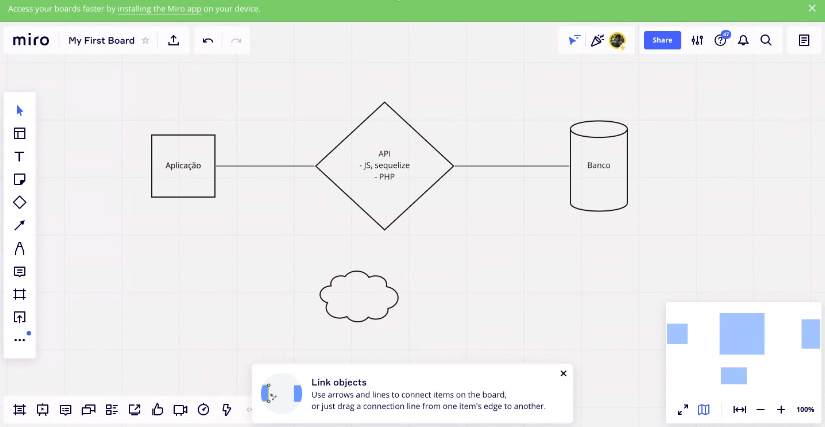 Access your boards faster by installing the Miro app on your device.
miro
My First Board
Share
47
Aplicação
API
- JS, sequelize
- PHP
Banco
Link objects
Use arrows and lines to connect items on the board,
or just drag a connection line from one item's edge to another.
100%